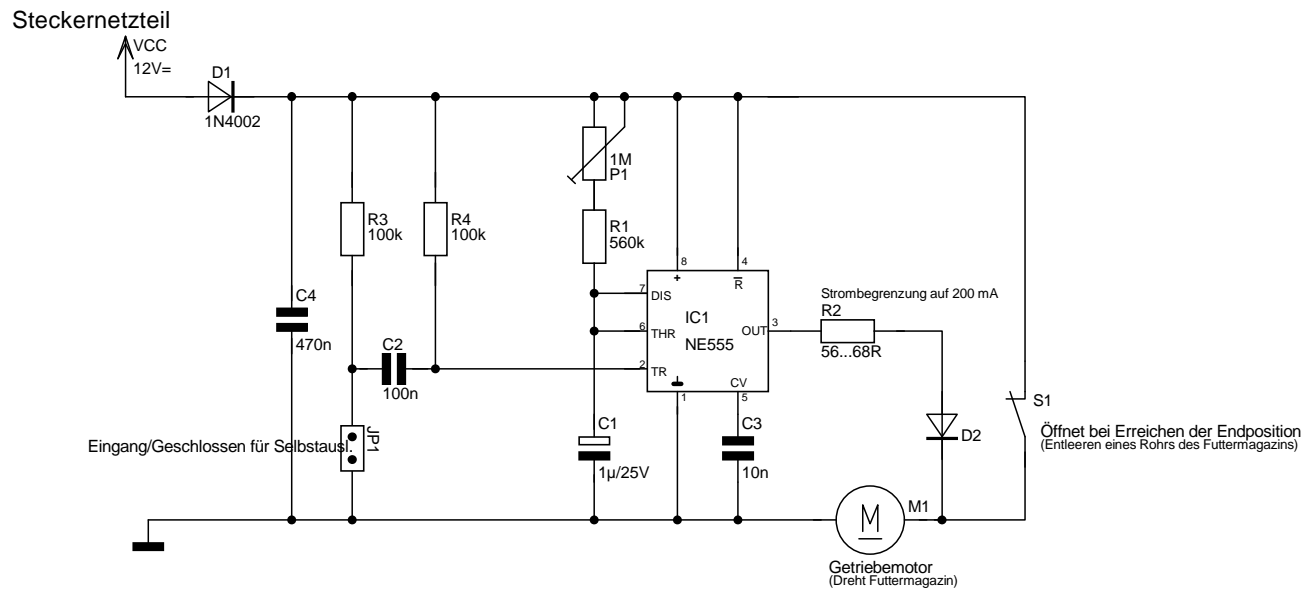 Steckernetzteil
VCC
12V=
D1
1N4002
1M
P1
R3
100k
R4
100k
R1
560k
8
4
+
R
Strombegrenzung auf 200 mA
C4
470n
7
DIS
IC1
NE555
6
THR
OUT
3
R2
56...68R
C2
100n
2
TR
CV
1
5
S1
Öffnet bei Erreichen der Endposition
(Entleeren eines Rohrs des Futtermagazins)
JP1
Eingang/Geschlossen für Selbstausl.
C1
1µ/25V
C3
10n
D2
M
M1
Getriebemotor
(Dreht Futtermagazin)